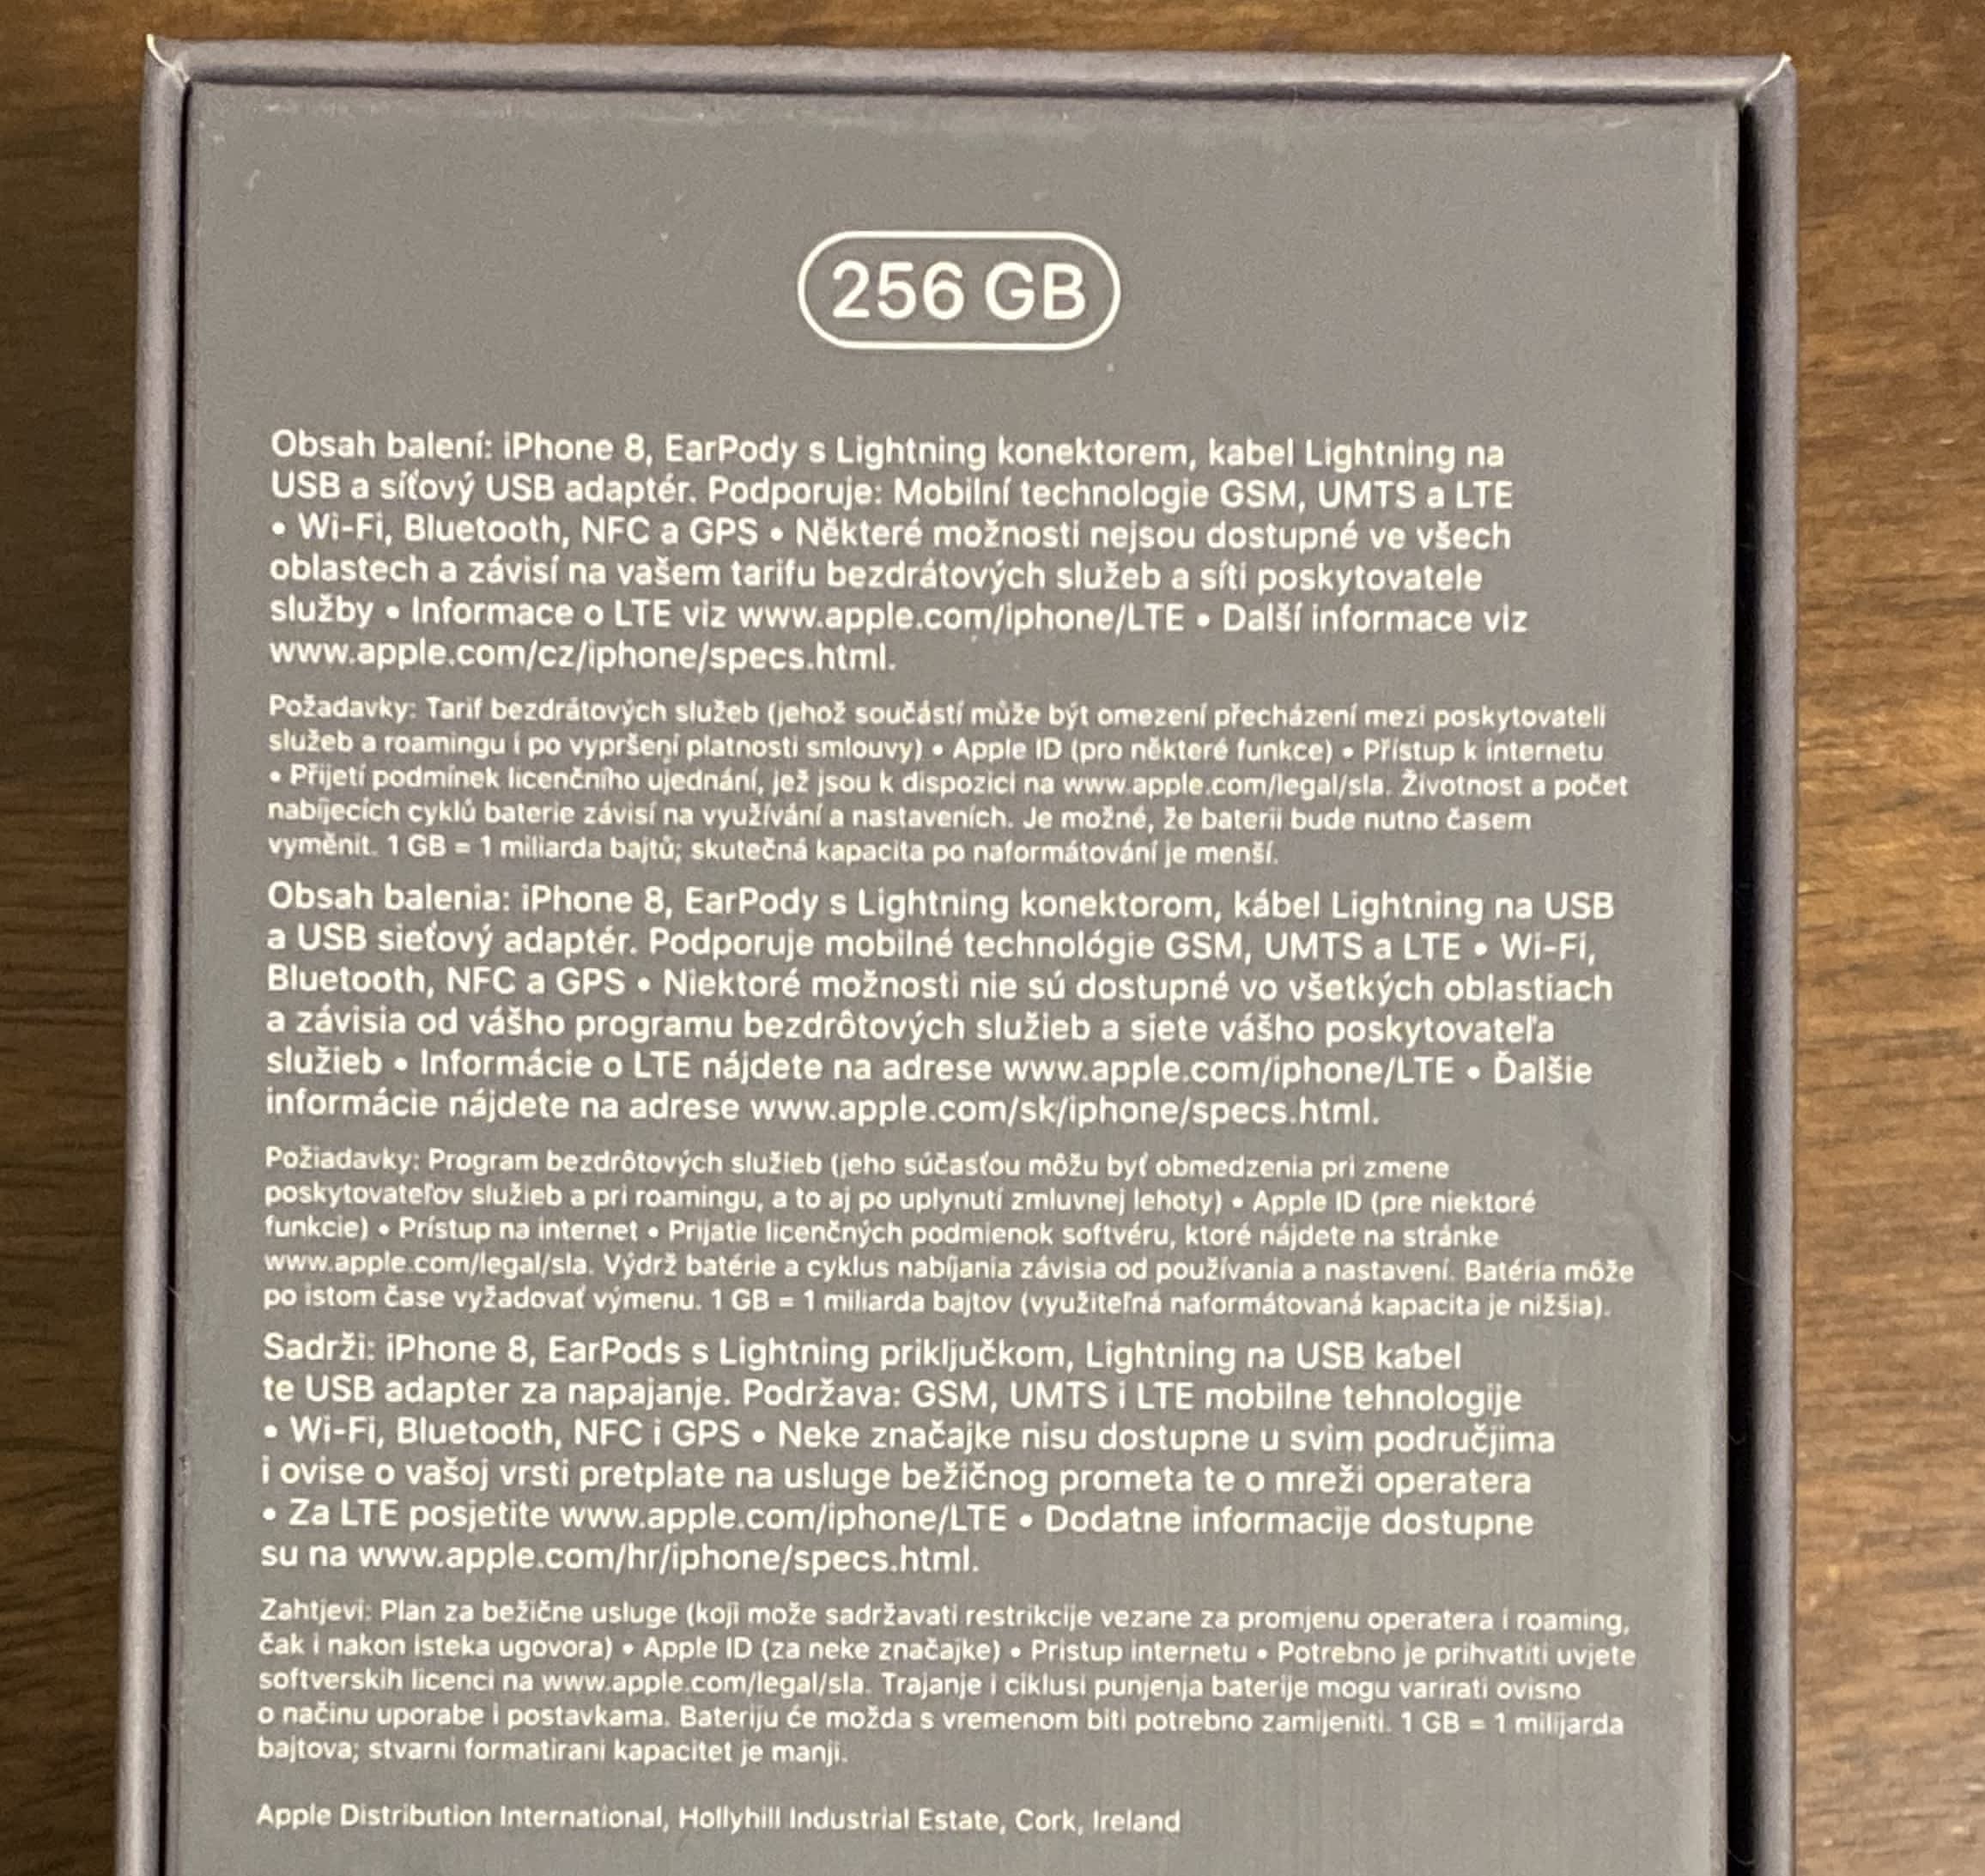 256 GB
Obsah balení: iPhone 8, EarPody s Lightning konektorem, kabel Lightning na
USB a síťový USB adaptér. Podporuje: Mobilní technologie GSM, UMTS a LTE
• Wi-Fi, Bluetooth, NFC a GPS • Některé možnosti nejsou dostupné ve všech
oblastech a závisí na vašem tarifu bezdrátových služeb a síti poskytovatele
služby • Informace o LTE viz www.apple.com/iphone/LTE • Další informace viz
www.apple.com/cz/iphone/specs.html.
Požadavky: Tarif bezdrátových služeb (jehož součástí může být omezení přecházení mezi poskytovateli
služeb a roamingu i po vypršení platnosti smlouvy) • Apple ID (pro některé funkce) • Přístup k internetu
• Přijetí podmínek licenčního ujednání, jež jsou k dispozici na www.apple.com/legal/sla. Životnost a počet
nabíjecích cyklů baterie závisí na využívání a nastaveních. Je možné, že baterii bude nutno časem
vyměnit. 1 GB = 1 miliarda bajtů; skutečná kapacita po naformátování je menší.
Obsah balenia: iPhone 8, EarPody s Lightning konektorom, kábel Lightning na USB
a USB sieťový adaptér. Podporuje mobilné technológie GSM, UMTS a LTE • Wi-Fi,
Bluetooth, NFC a GPS • Niektoré možnosti nie sú dostupné vo všetkých oblastiach
a závisia od vášho programu bezdrôtových služieb a siete vášho poskytovateľa
služieb • Informácie o LTE nájdete na adrese www.apple.com/iphone/LTE • Ďalšie
informácie nájdete na adrese www.apple.com/sk/iphone/specs.html.
Požiadavky: Program bezdrôtových služieb (jeho súčasťou môžu byť obmedzenia pri zmene
poskytovateľov služieb a pri roamingu, a to aj po uplynutí zmluvnej lehoty) • Apple ID (pre niektoré
funkcie) • Prístup na internet • Prijatie licenčných podmienok softvéru, ktoré nájdete na stránke
www.apple.com/legal/sla. Výdrž batérie a cyklus nabíjania závisia od používania a nastavení. Batéria môže
po istom čase vyžadovať výmenu. 1 GB = 1 miliarda bajtov (využiteľná naformátovaná kapacita je nižšia).
Sadrži: iPhone 8, EarPods s Lightning priključkom, Lightning na USB kabel
te USB adapter za napajanje. Podržava: GSM, UMTS i LTE mobilne tehnologije
• Wi-Fi, Bluetooth, NFC i GPS • Neke značajke nisu dostupne u svim područjima
i ovise o vašoj vrsti pretplate na usluge bežičnog prometa te o mreži operatera
• Za LTE posjetite www.apple.com/iphone/LTE • Dodatne informacije dostupne
su na www.apple.com/hr/iphone/specs.html.
Zahtjevi: Plan za bežične usluge (koji može sadržavati restrikcije vezane za promjenu operatera i roaming,
čak i nakon isteka ugovora) • Apple ID (za neke značajke) • Pristup internetu • Potrebno je prihvatiti uvjete
softverskih licenci na www.apple.com/legal/sla. Trajanje i ciklusi punjenja baterije mogu varirati ovisno
o načinu uporabe i postavkama. Bateriju će možda s vremenom biti potrebno zamijeniti. 1 GB = 1 milijarda
bajtova; stvarni formatirani kapacitet je manji.
Apple Distribution International, Hollyhill Industrial Estate, Cork, Ireland